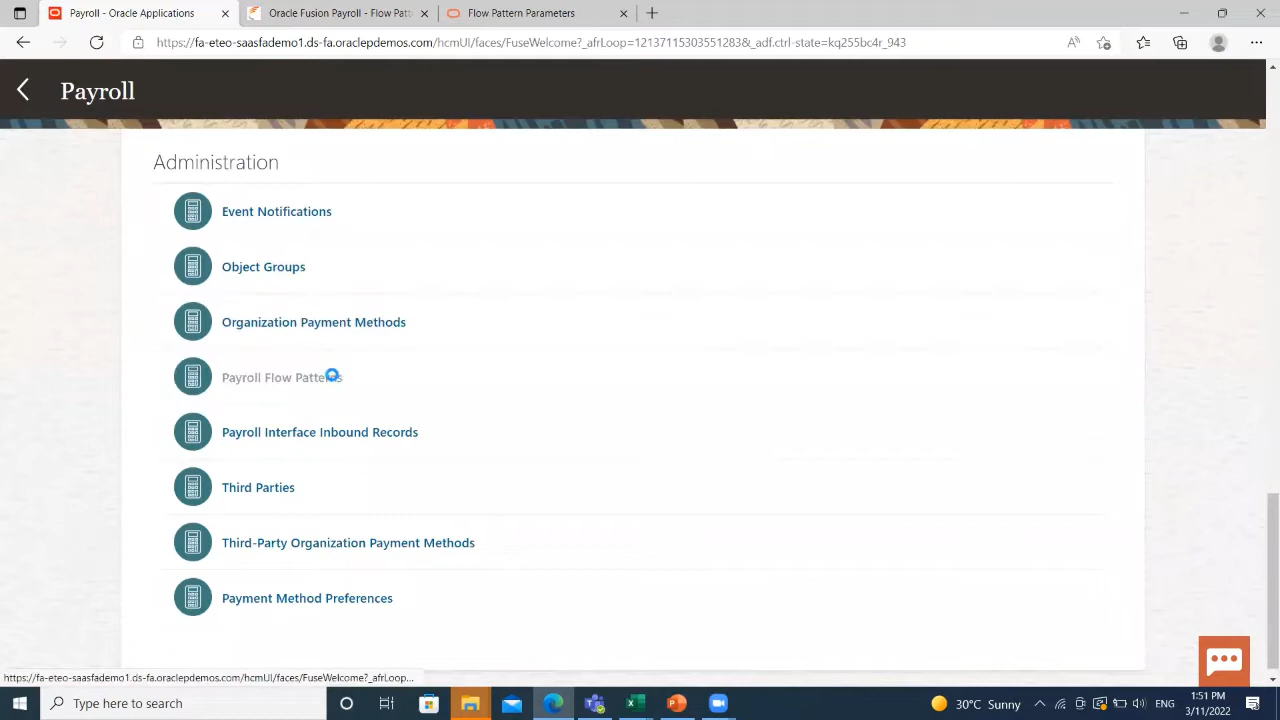 Payroll - Oracle Applications
Oracle Fusion Payroll - Flow Patt
Flow Pattern Parameters
https://fa-eteo-saasfademo1.ds-fa.oraclepdemos.com/hcmUI/faces/FuseWelcome?_afrLoop=12137115303551283&_adf.ctrl-state=kq255bc4r_943
Payroll
Administration
Event Notifications
Object Groups
Organization Payment Methods
Payroll Flow Patterns
Payroll Interface Inbound Records
Third Parties
Third-Party Organization Payment Methods
Payment Method Preferences
https://fa-eteo-saasfademo1.ds-fa.oraclepdemos.com/hcmUI/faces/FuseWelcome?_afrLoop...
Type here to search
30°C Sunny
ENG
1:51 PM
3/11/2022